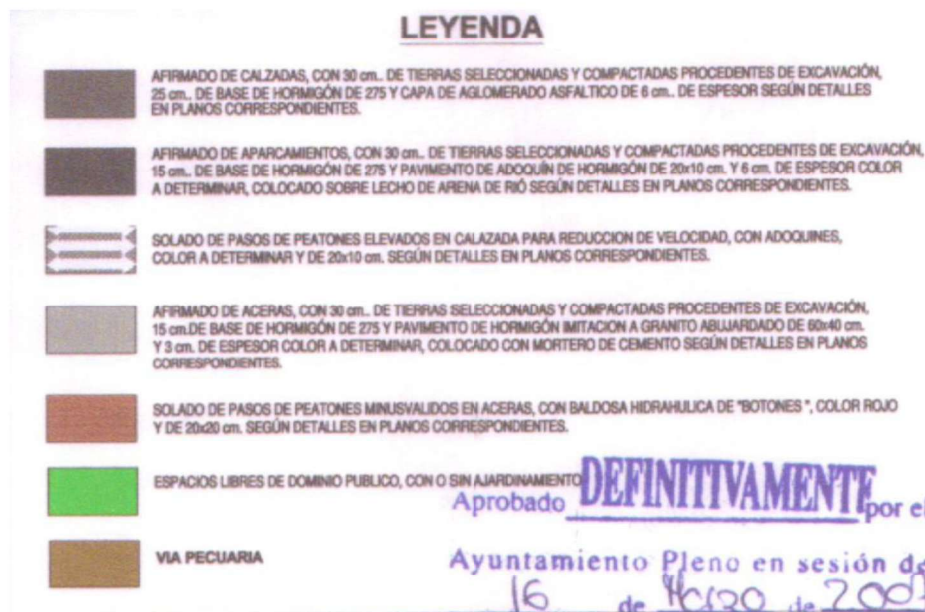 LEYENDA
AFIRMADO DE CALZADAS, CON 30 cm.. DE TIERRAS SELECCIONADAS Y COMPACTADAS PROCEDENTES DE EXCAVACIÓN,
25 cm.. DE BASE DE HORMIGÓN DE 275 Y CAPA DE AGLOMERADO ASFALTICO DE 6 cm.. DE ESPESOR SEGÚN DETALLES
EN PLANOS CORRESPONDIENTES.
AFIRMADO DE APARCAMIENTOS, CON 30 cm.. DE TIERRAS SELECCIONADAS Y COMPACTADAS PROCEDENTES DE EXCAVACIÓN,
15 cm.. DE BASE DE HORMIGÓN DE 275 Y PAVIMENTO DE ADOQUÍN DE HORMIGÓN DE 20x10 cm. Y 6 cm. DE ESPESOR COLOR
A DETERMINAR, COLOCADO SOBRE LECHO DE ARENA DE RIÓ SEGÚN DETALLES EN PLANOS CORRESPONDIENTES.
SOLADO DE PASOS DE PEATONES ELEVADOS EN CALAZADA PARA REDUCCION DE VELOCIDAD, CON ADOQUINES,
COLOR A DETERMINAR Y DE 20x10 cm. SEGÚN DETALLES EN PLANOS CORRESPONDIENTES.
AFIRMADO DE ACERAS, CON 30 cm.. DE TIERRAS SELECCIONADAS Y COMPACTADAS PROCEDENTES DE EXCAVACIÓN,
15 cm.DE BASE DE HORMIGÓN DE 275 Y PAVIMENTO DE HORMIGÓN IMITACION A GRANITO ABUJARDADO DE 60x40 cm.
Y 3 cm. DE ESPESOR COLOR A DETERMINAR, COLOCADO CON MORTERO DE CEMENTO SEGÚN DETALLES EN PLANOS
CORRESPONDIENTES.
SOLADO DE PASOS DE PEATONES MINUSVALIDOS EN ACERAS, CON BALDOSA HIDRAHULICA DE "BOTONES ", COLOR ROJO
Y DE 20x20 cm. SEGÚN DETALLES EN PLANOS CORRESPONDIENTES.
ESPACIOS LIBRES DE DOMINIO PUBLICO, CON O SIN AJARDINAMIENTO
Aprobado DEFINITIVAMENTE por el
VIA PECUARIA
Ayuntamiento Pleno en sesión de
16 de Marzo de 2007